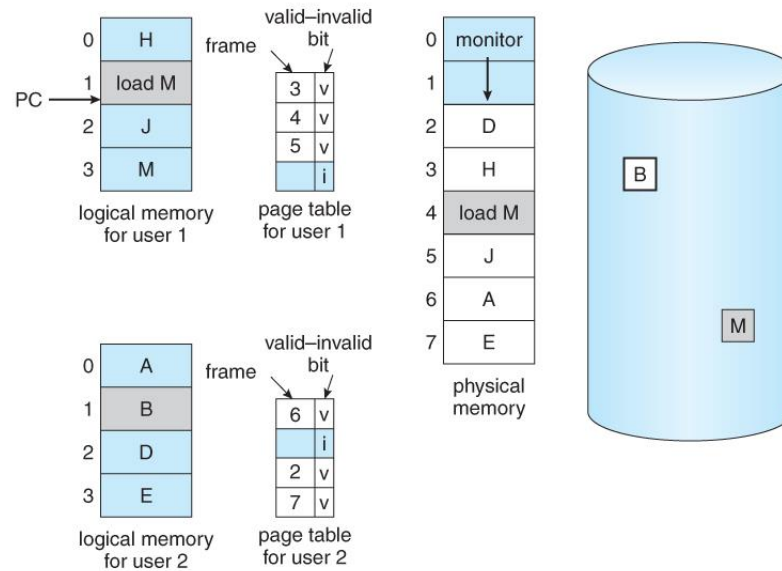 valid–invalid
bit
frame
0 H
1 load M
PC
2 J
3 M
logical memory
for user 1
3 v
4 v
5 v
i
page table
for user 1
0 monitor
1
2 D
3 H
4 load M
5 J
6 A
7 E
physical
memory
B
M
valid–invalid
bit
frame
0 A
1 B
2 D
3 E
logical memory
for user 2
6 v
i
2 v
7 v
page table
for user 2